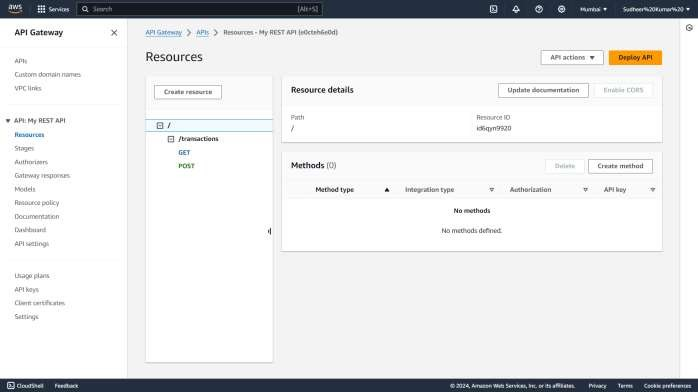 aws
Services
Search
[Alt+S]
Mumbai
Sudheer%20Kumar%20
API Gateway
APIs
Custom domain names
VPC links
API: My REST API
Resources
Stages
Authorizers
Gateway responses
Models
Resource policy
Documentation
Dashboard
API settings
Usage plans
API keys
Client certificates
Settings
API Gateway > APIs > Resources - My REST API (e0cteh6e0d)
Resources
API actions
Deploy API
Create resource
/
/transactions
GET
POST
Resource details
Update documentation
Enable CORS
Path
/
Resource ID
id6qyn9920
Methods (0)
Delete
Create method
Method type
Integration type
Authorization
API key
No methods
No methods defined.
CloudShell
Feedback
© 2024, Amazon Web Services, Inc. or its affiliates.
Privacy
Terms
Cookie preferences